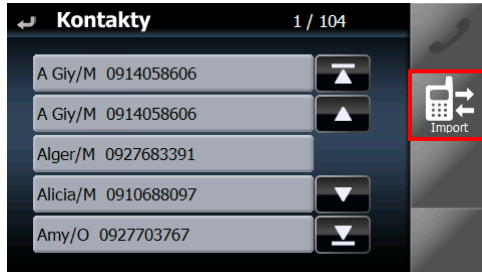 Kontakty 1 / 104
A Giy/M 0914058606
A Giy/M 0914058606
Alger/M 0927683391
Alicia/M 0910688097
Amy/O 0927703767
Import